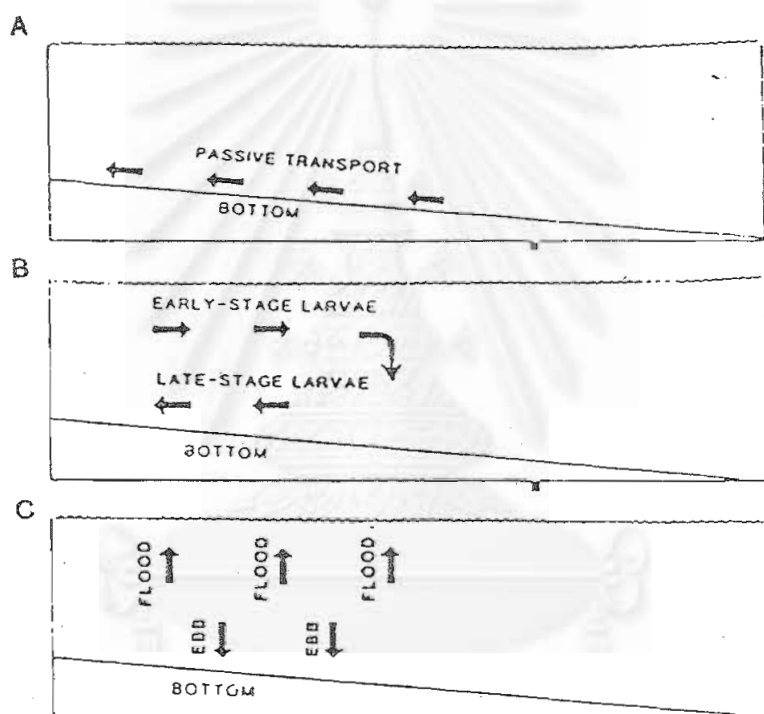 A
PASSIVE TRANSPORT
BOTTOM
B
EARLY-STAGE LARVAE
LATE-STAGE LARVAE
BOTTOM
C
FLOOD
FLOOD
FLOOD
EBB
EBB
BOTTOM